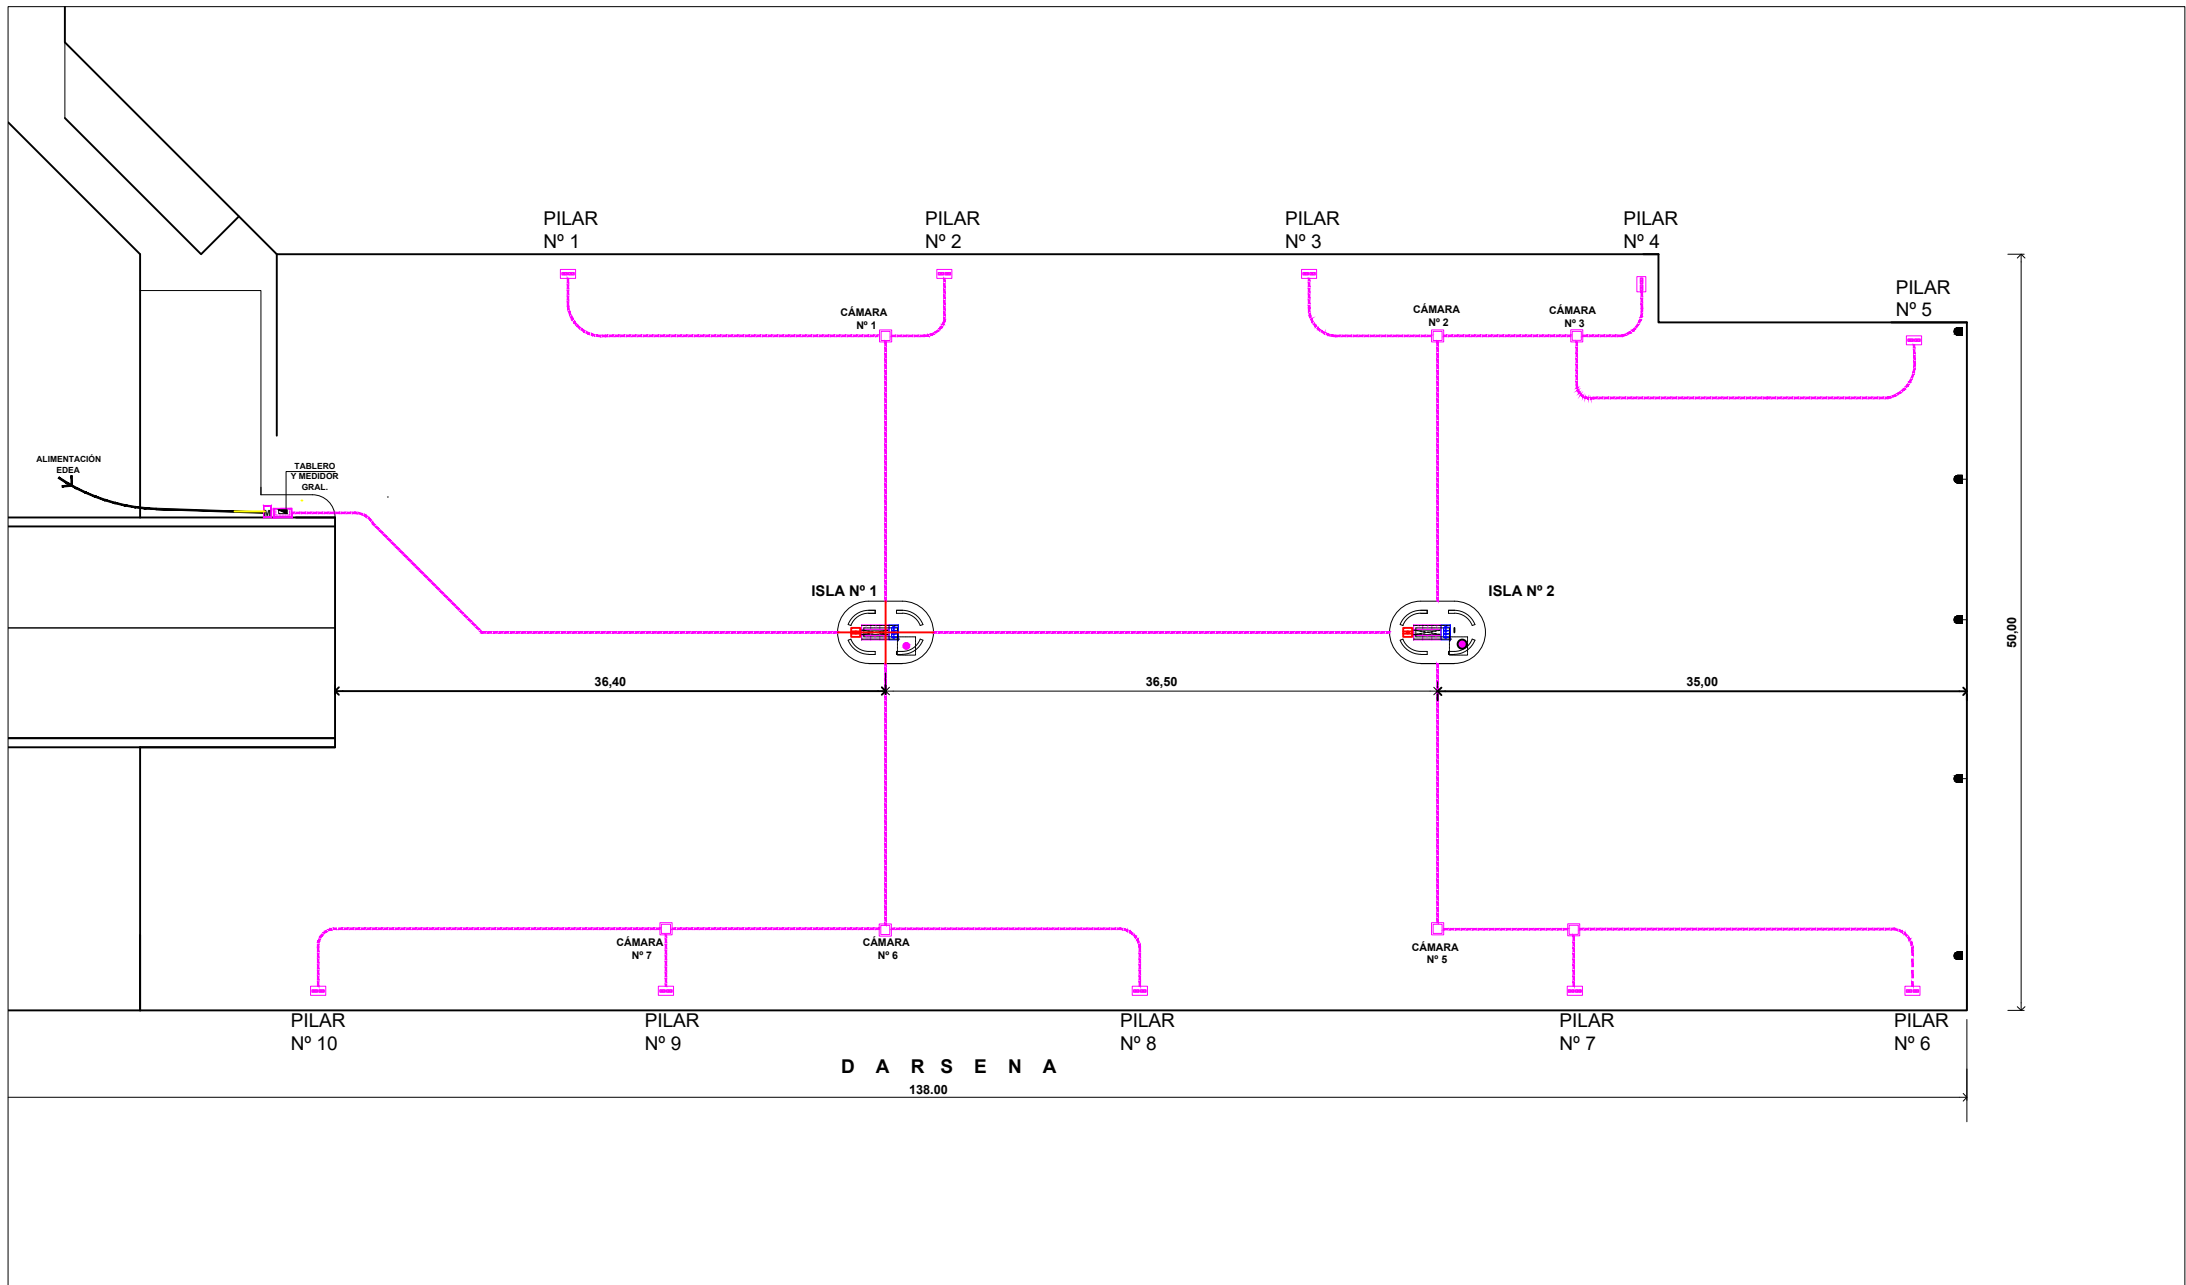 PILAR
Nº 1
PILAR
Nº 2
PILAR
Nº 3
PILAR
Nº 4
PILAR
Nº 5
CÁMARA
Nº 1
CÁMARA
Nº 2
CÁMARA
Nº 3
ALIMENTACIÓN
EDEA
TABLERO
Y MEDIDOR
GRAL.
M
ISLA Nº 1
ISLA Nº 2
50,00
36,40
36,50
35,00
CÁMARA
Nº 7
CÁMARA
Nº 6
CÁMARA
Nº 5
PILAR
Nº 10
PILAR
Nº 9
PILAR
Nº 8
PILAR
Nº 7
PILAR
Nº 6
D A R S E N A
138.00